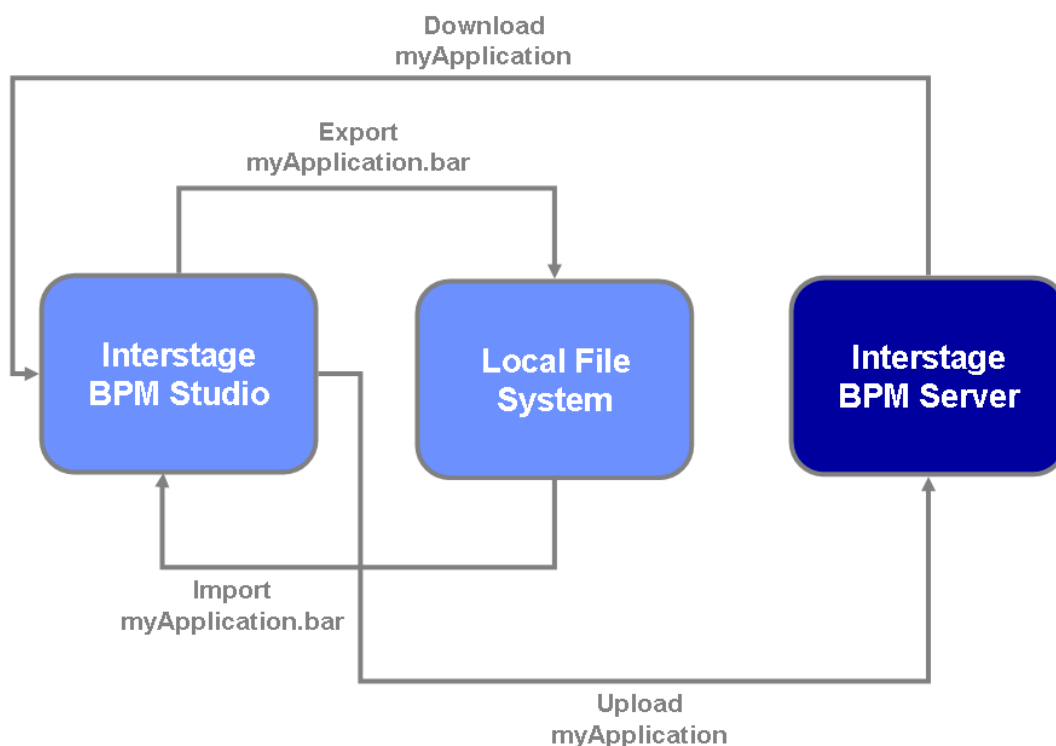 Download
myApplication
Export
myApplication.bar
Interstage
BPM Studio
Local File
System
Interstage
BPM Server
Import
myApplication.bar
Upload
myApplication